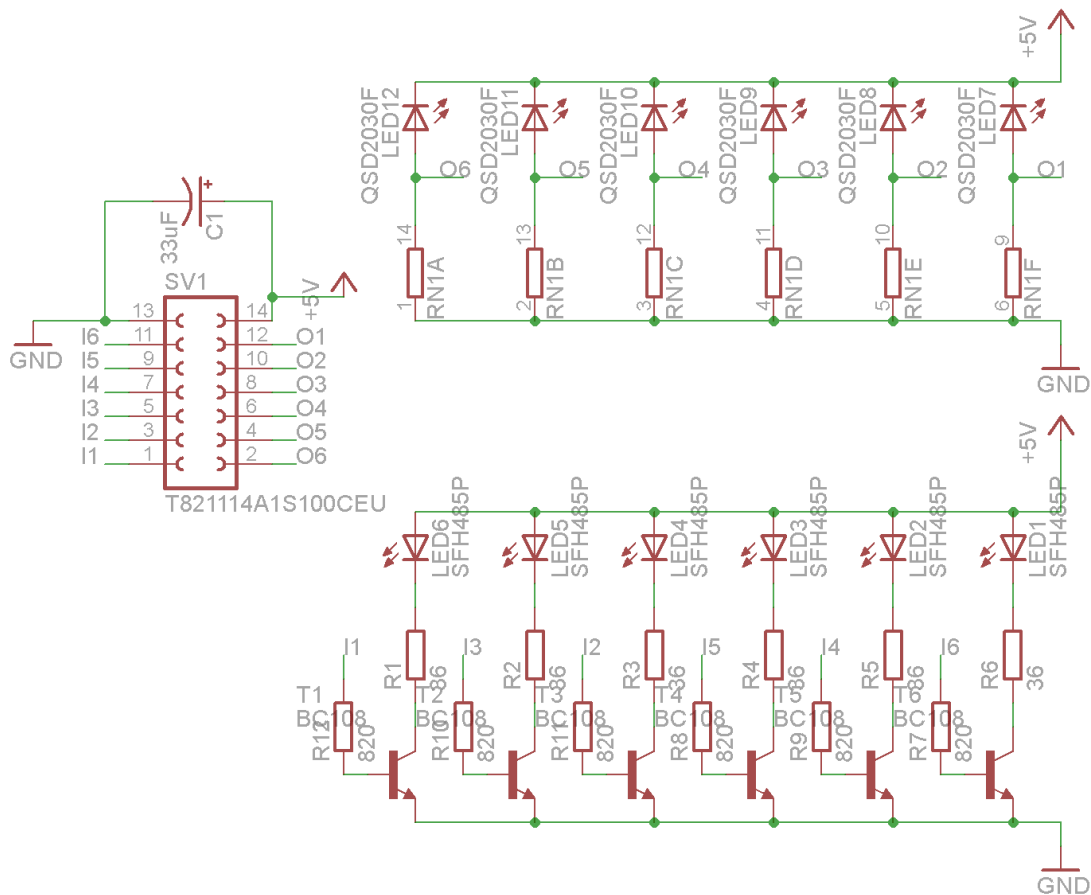 +5V
QSD2030F
LED12
QSD2030F
LED11
QSD2030F
LED10
QSD2030F
LED9
QSD2030F
LED8
QSD2030F
LED7
O6
O5
O4
O3
O2
O1
14
13
12
11
10
9
RN1A
RN1B
RN1C
RN1D
RN1E
RN1F
1
2
3
4
5
6
GND
+
33uF
C1
SV1
+5V
GND
13 14
I6 11 12 O1
I5 9 10 O2
I4 7 8 O3
I3 5 6 O4
I2 3 4 O5
I1 1 2 O6
T821114A1S100CEU
+5V
LED6
SFH485P
LED5
SFH485P
LED4
SFH485P
LED3
SFH485P
LED2
SFH485P
LED1
SFH485P
I1
I3
I2
I5
I4
I6
R1
36
R2
36
R3
36
R4
36
R5
36
R6
36
T1
BC108
T2
BC108
T3
BC108
T4
BC108
T5
BC108
T6
BC108
R12
820
R10
820
R11
820
R8
820
R9
820
R7
820
GND